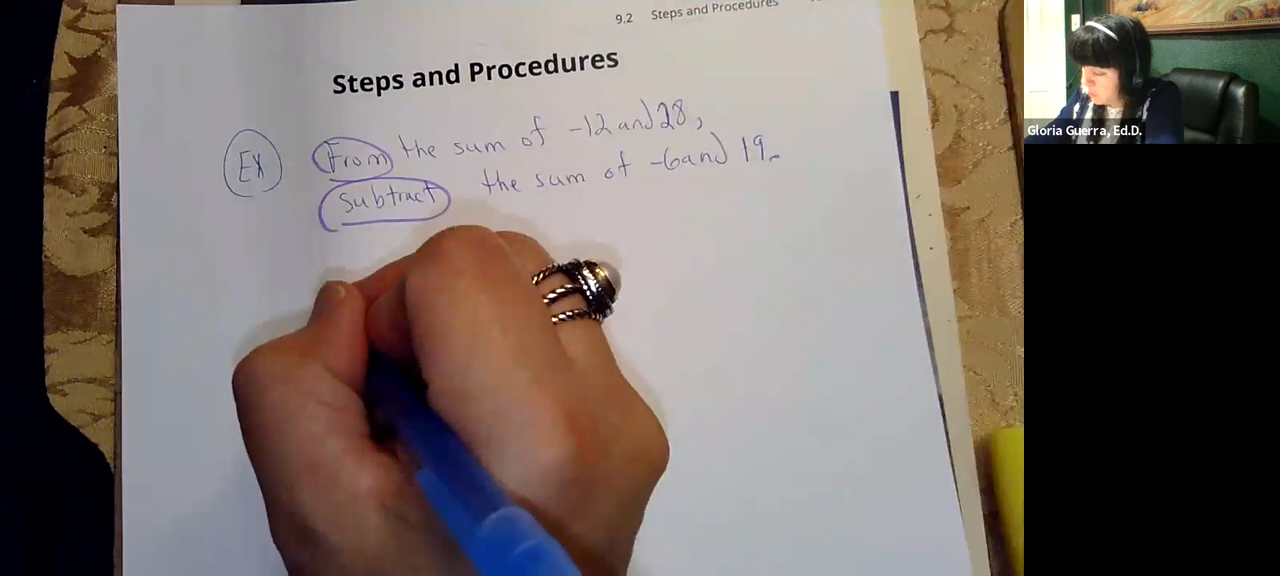 9.2 Steps and Procedures
Steps and Procedures
EX From the sum of -12 and 28,
Subtract the sum of -6 and 19.
Gloria Guerra, Ed.D.